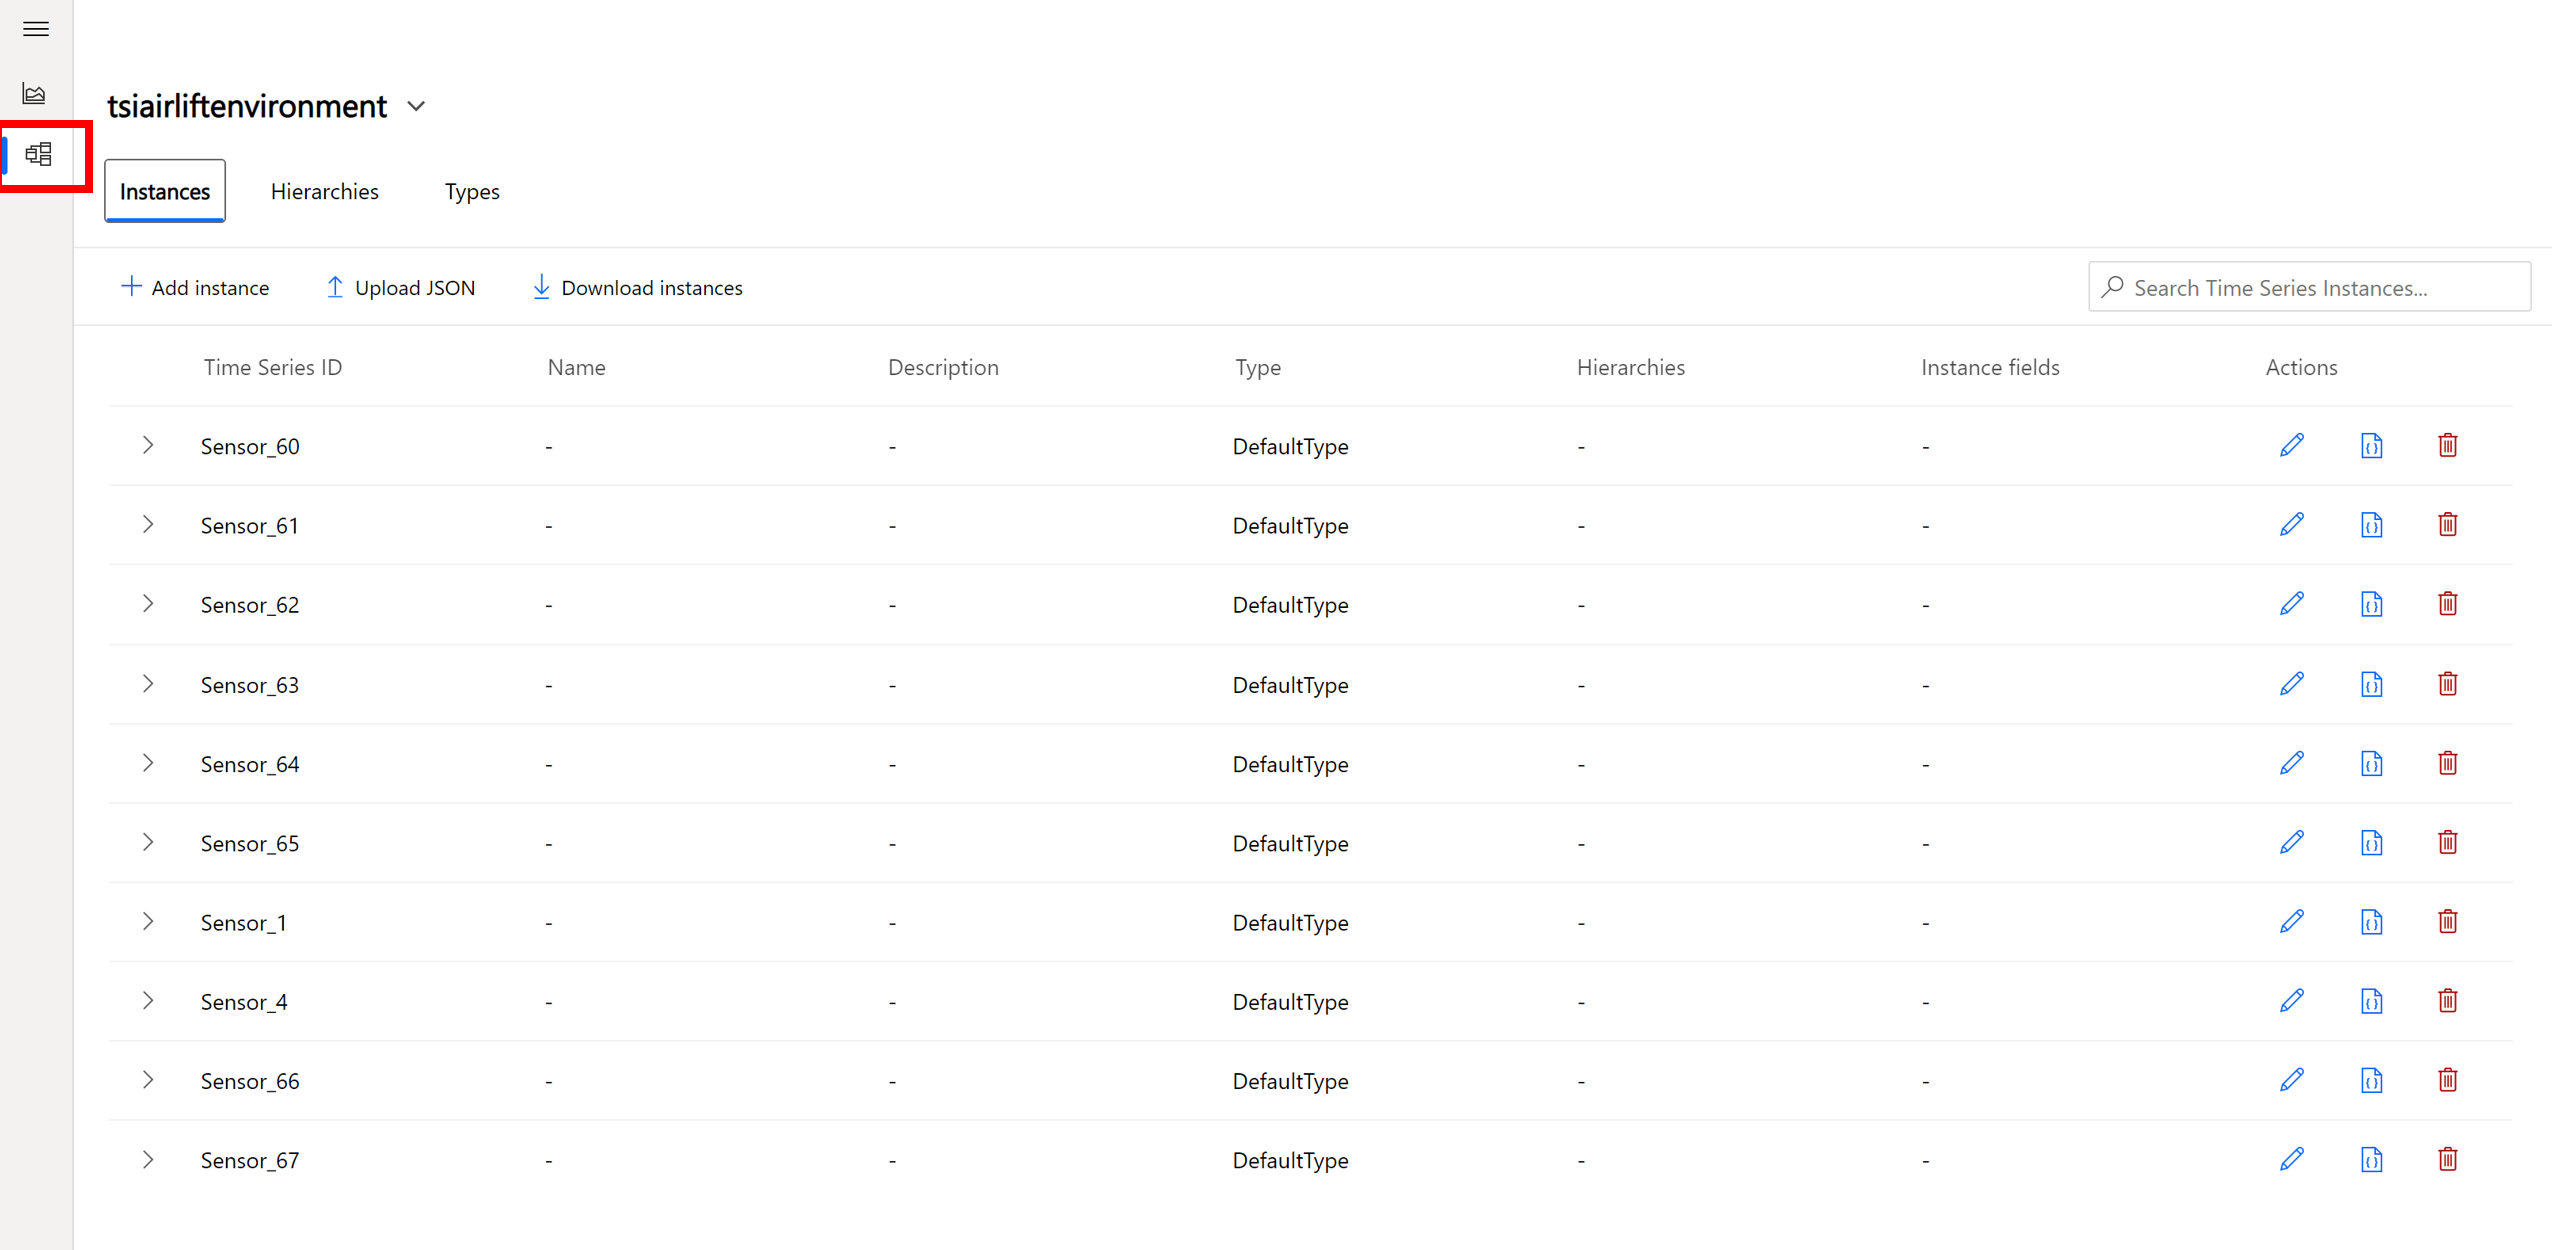 tsiairliftenvironment
Instances Hierarchies Types
Add instance Upload JSON Download instances Search Time Series Instances...
Time Series ID Name Description Type Hierarchies Instance fields Actions
Sensor_60 - - DefaultType - -
Sensor_61 - - DefaultType - -
Sensor_62 - - DefaultType - -
Sensor_63 - - DefaultType - -
Sensor_64 - - DefaultType - -
Sensor_65 - - DefaultType - -
Sensor_1 - - DefaultType - -
Sensor_4 - - DefaultType - -
Sensor_66 - - DefaultType - -
Sensor_67 - - DefaultType - -